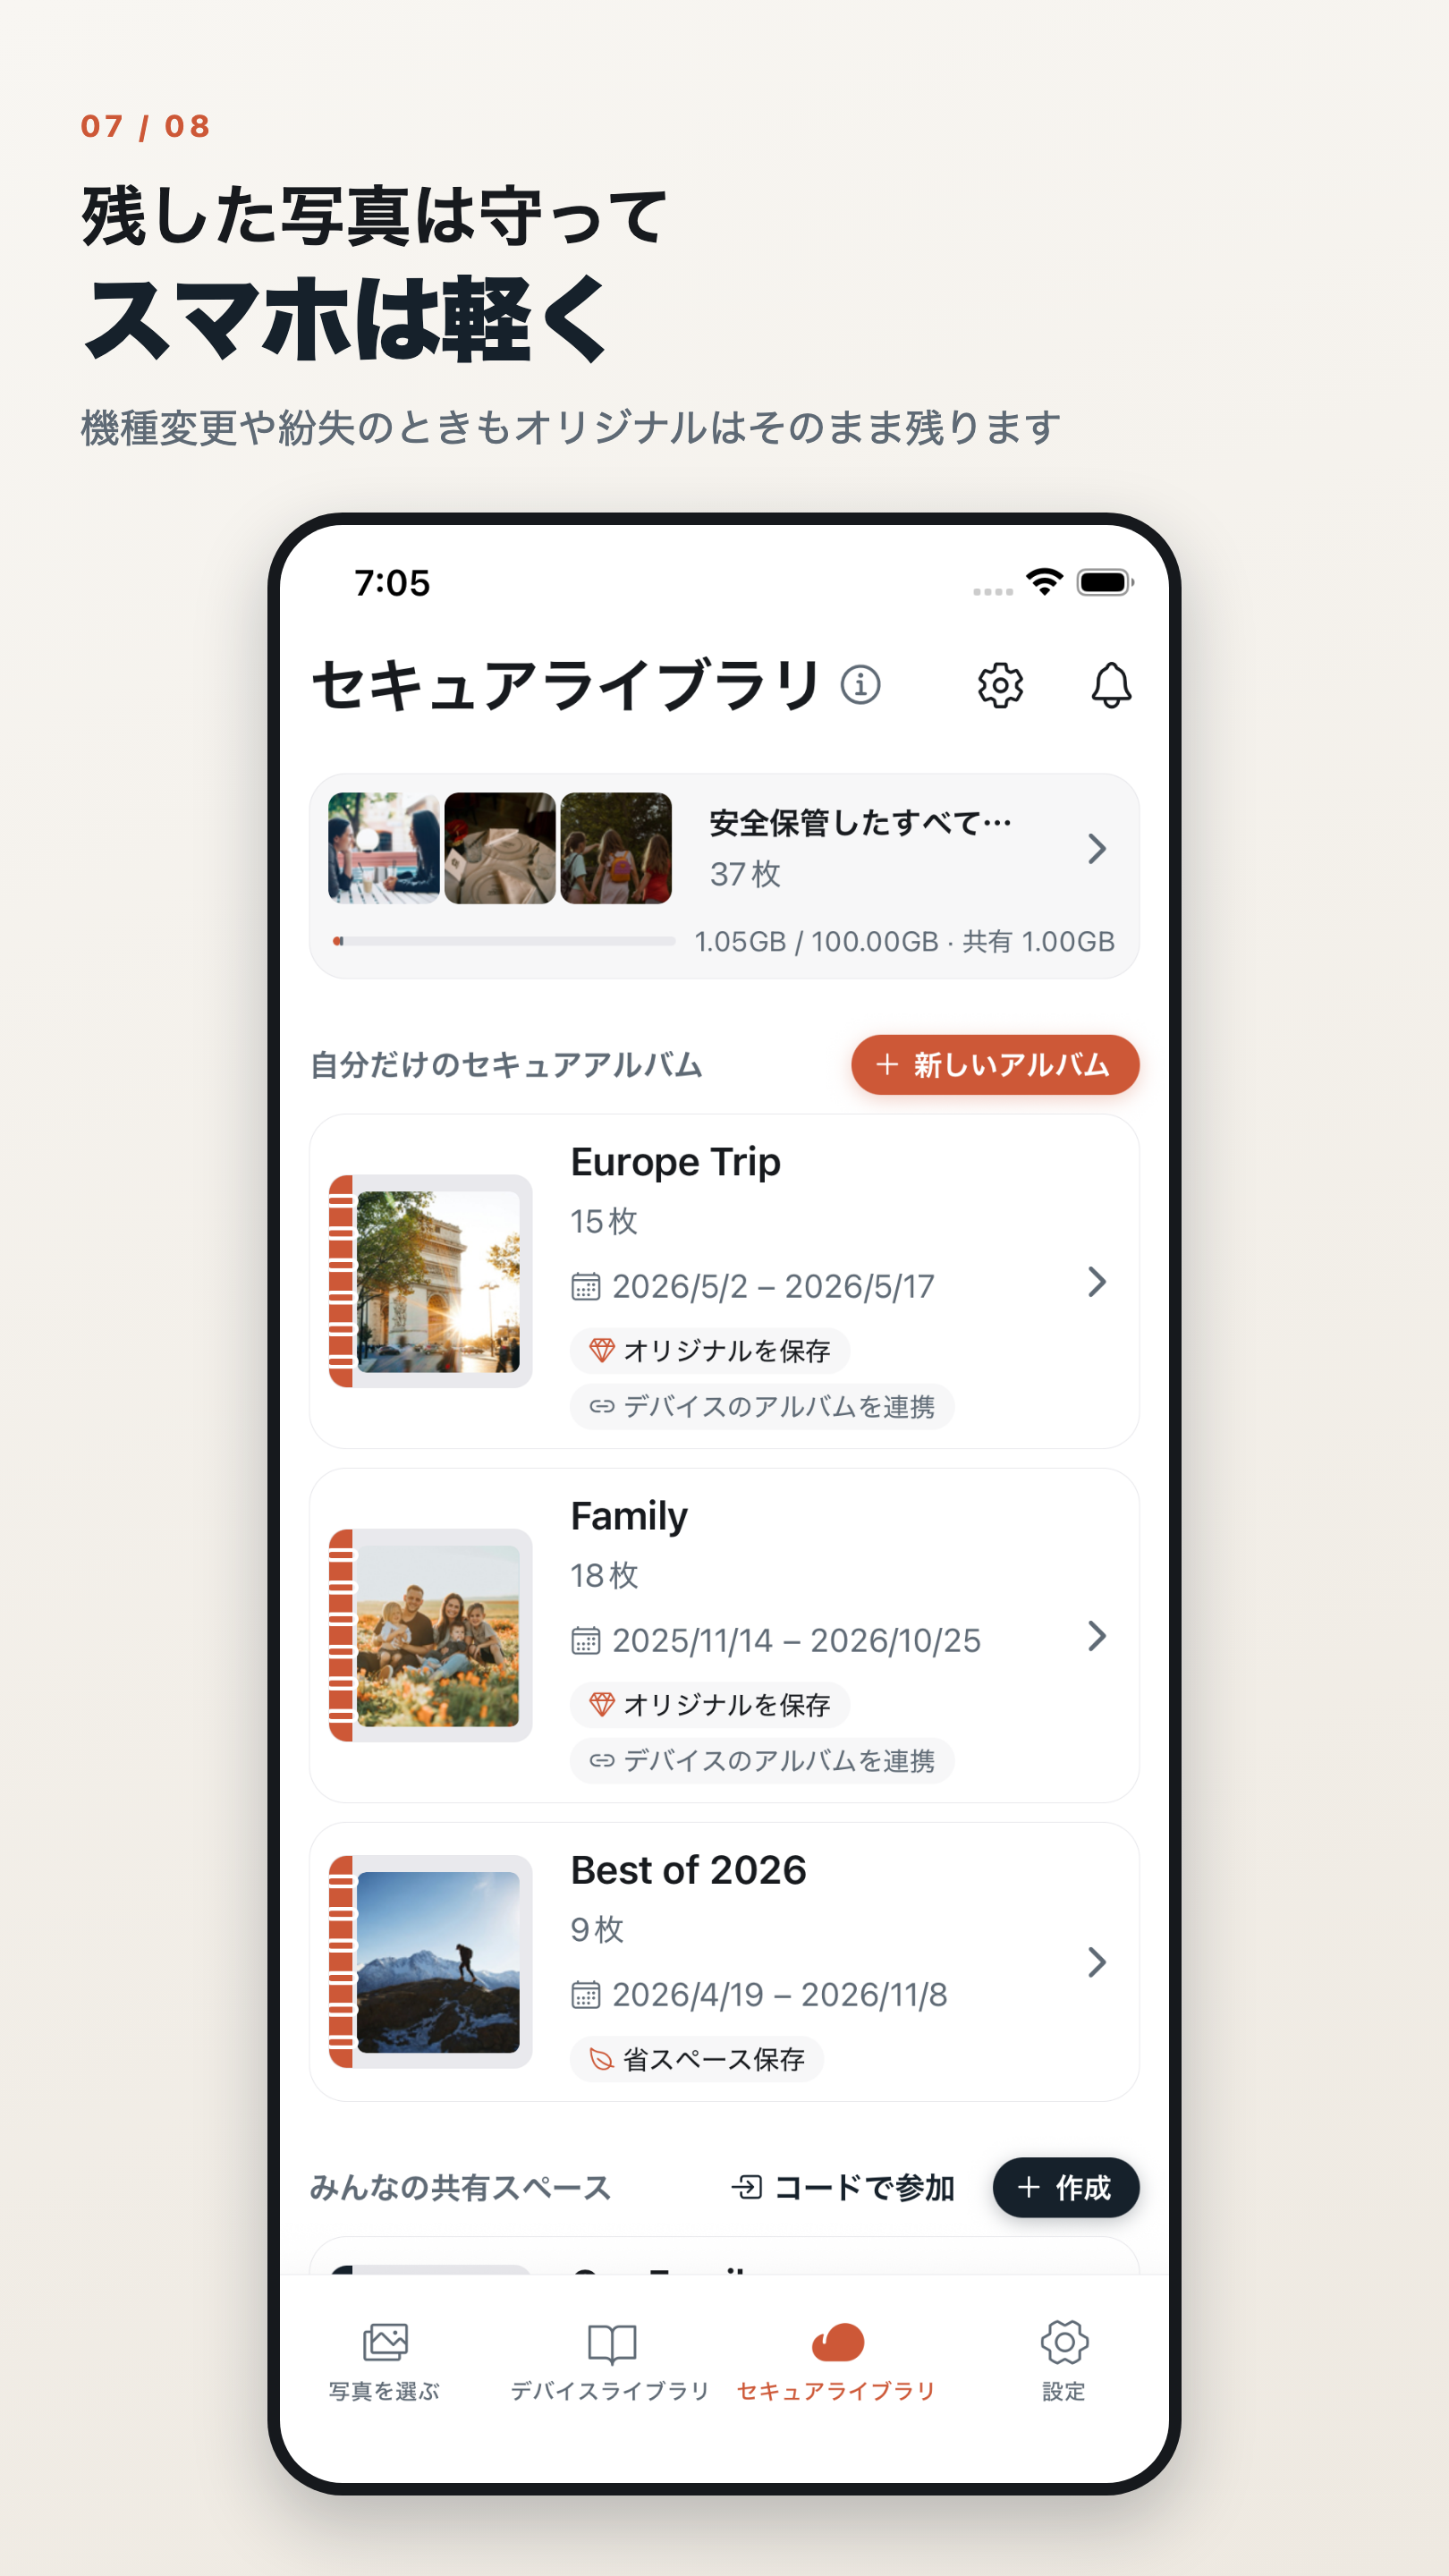 07 / 08
残した写真は守って
スマホは軽く
機種変更や紛失のときもオリジナルはそのまま残ります
7:05
セキュアライブラリ
安全保管したすべて…
37枚
1.05GB / 100.00GB · 共有 1.00GB
自分だけのセキュアアルバム
+ 新しいアルバム
Europe Trip
15枚
2026/5/2 – 2026/5/17
オリジナルを保存
デバイスのアルバムを連携
Family
18枚
2025/11/14 – 2026/10/25
オリジナルを保存
デバイスのアルバムを連携
Best of 2026
9枚
2026/4/19 – 2026/11/8
省スペース保存
みんなの共有スペース
コードで参加
+ 作成
写真を選ぶ
デバイスライブラリ
セキュアライブラリ
設定